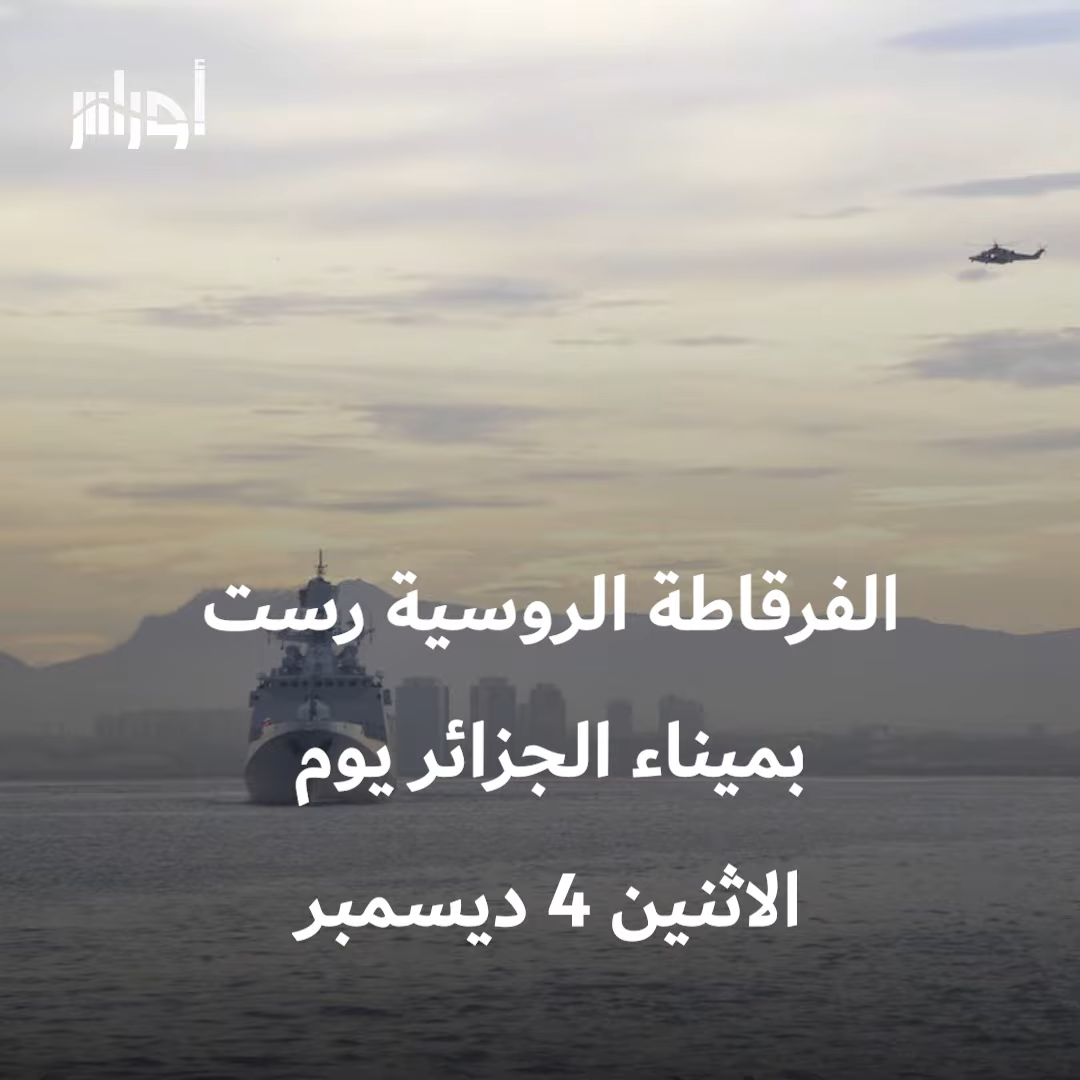 أوراس
الفرقاطة الروسية رست
بميناء الجزائر يوم
الاثنين 4 ديسمبر